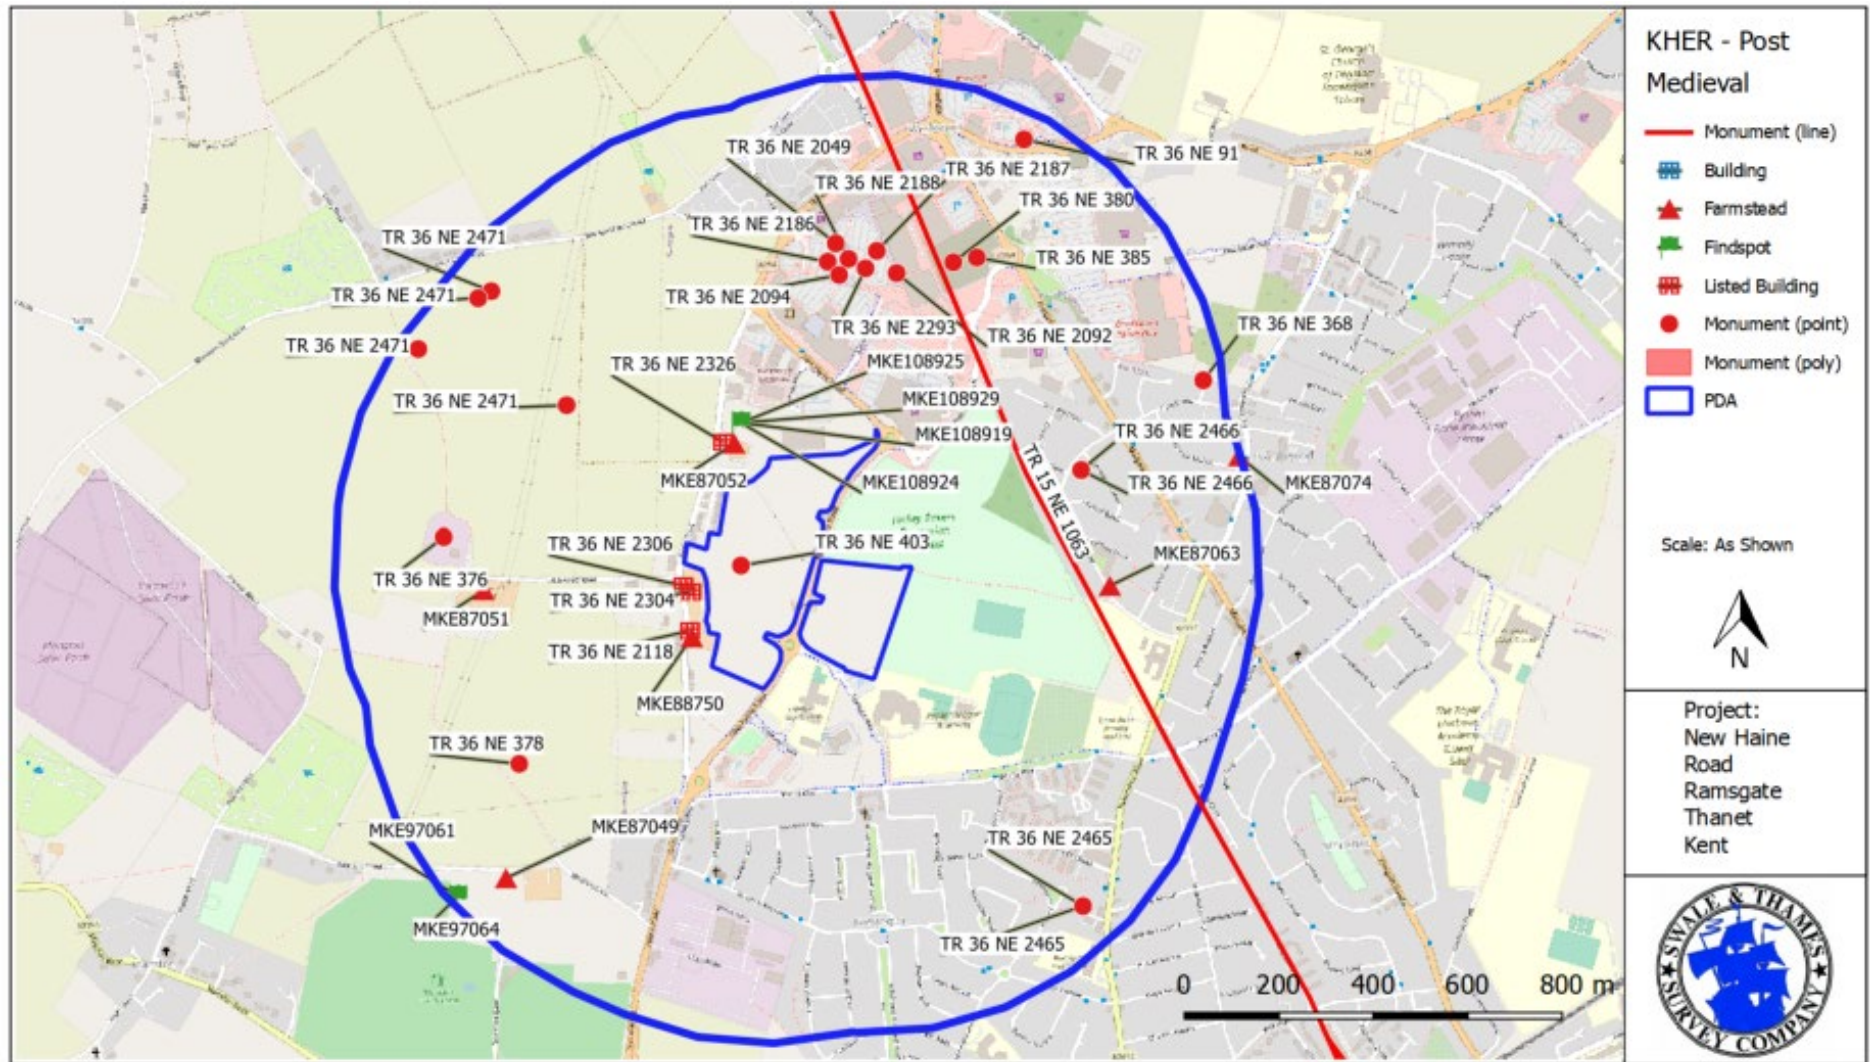 KHER - Post
Medieval
Monument (line)
Building
Farmstead
Findspot
Listed Building
Monument (point)
Monument (poly)
PDA
Scale: As Shown
N
Project:
New Haine
Road
Ramsgate
Thanet
Kent
SWALE & THAMES
SURVEY COMPANY
TR 36 NE 2049
TR 36 NE 91
TR 36 NE 2187
TR 36 NE 2188
TR 36 NE 380
TR 36 NE 2186
TR 36 NE 2471
TR 36 NE 385
TR 36 NE 2471
TR 36 NE 2094
TR 36 NE 2293
TR 36 NE 368
TR 36 NE 2092
TR 36 NE 2471
TR 36 NE 2326
MKE108925
TR 36 NE 2471
MKE108929
MKE108919
TR 36 NE 2466
MKE87052
MKE108924
TR 36 NE 2466
MKE87074
TR 15 NE 1063
TR 36 NE 2306
TR 36 NE 403
MKE87063
TR 36 NE 376
TR 36 NE 2304
MKE87051
TR 36 NE 2118
MKE88750
TR 36 NE 378
MKE97061
MKE87049
TR 36 NE 2465
MKE97064
TR 36 NE 2465
0 200 400 600 800 m